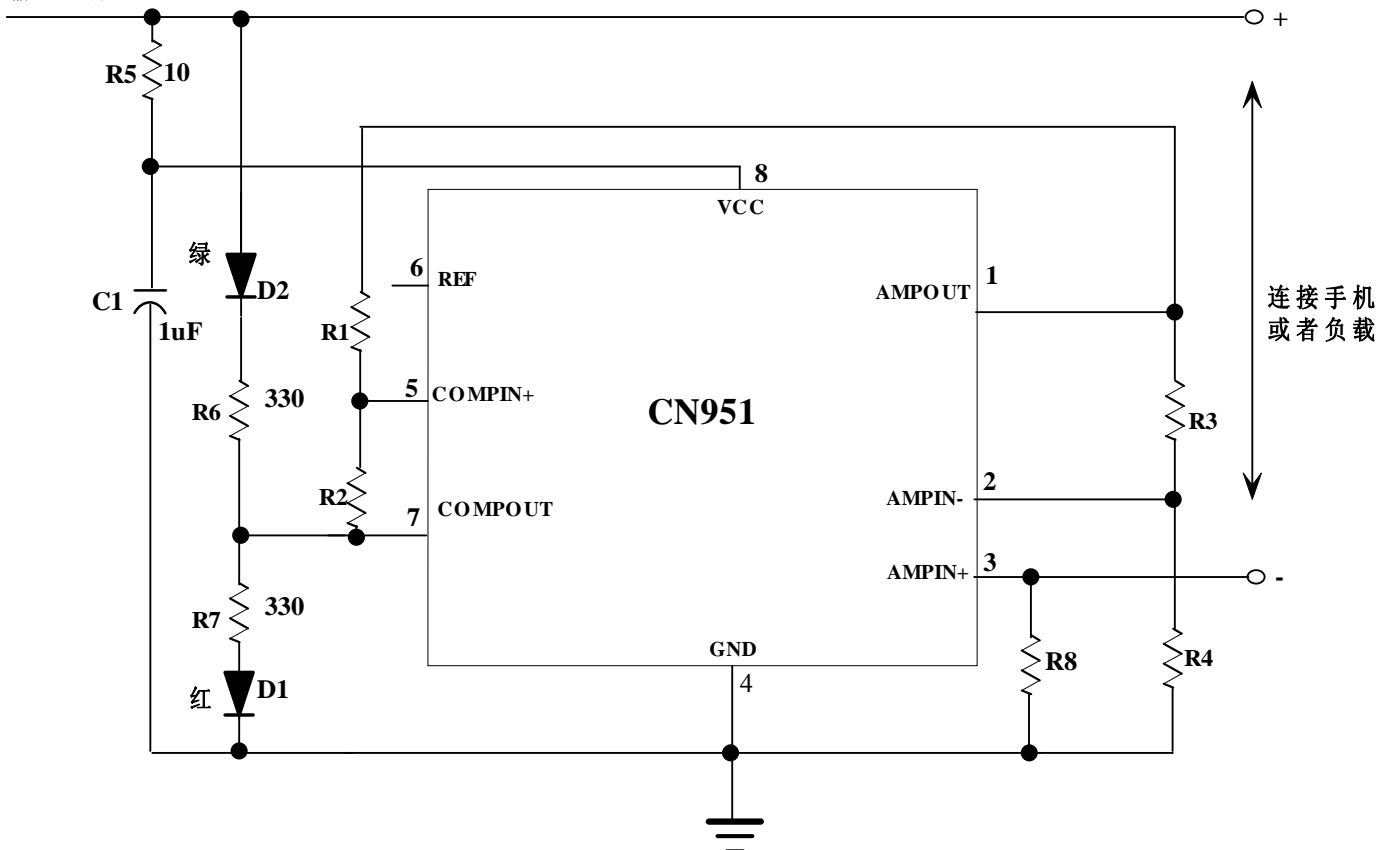 +
R5
10
8
VCC
绿
D2
6
REF
1
AMPOUT
C1
1uF
R1
连接手机
或者负载
R6
330
5
COMPIN+
CN951
R3
R2
7
COMPOUT
2
AMPIN-
3
AMPIN+
-
R7
330
GND
4
R8
R4
红
D1